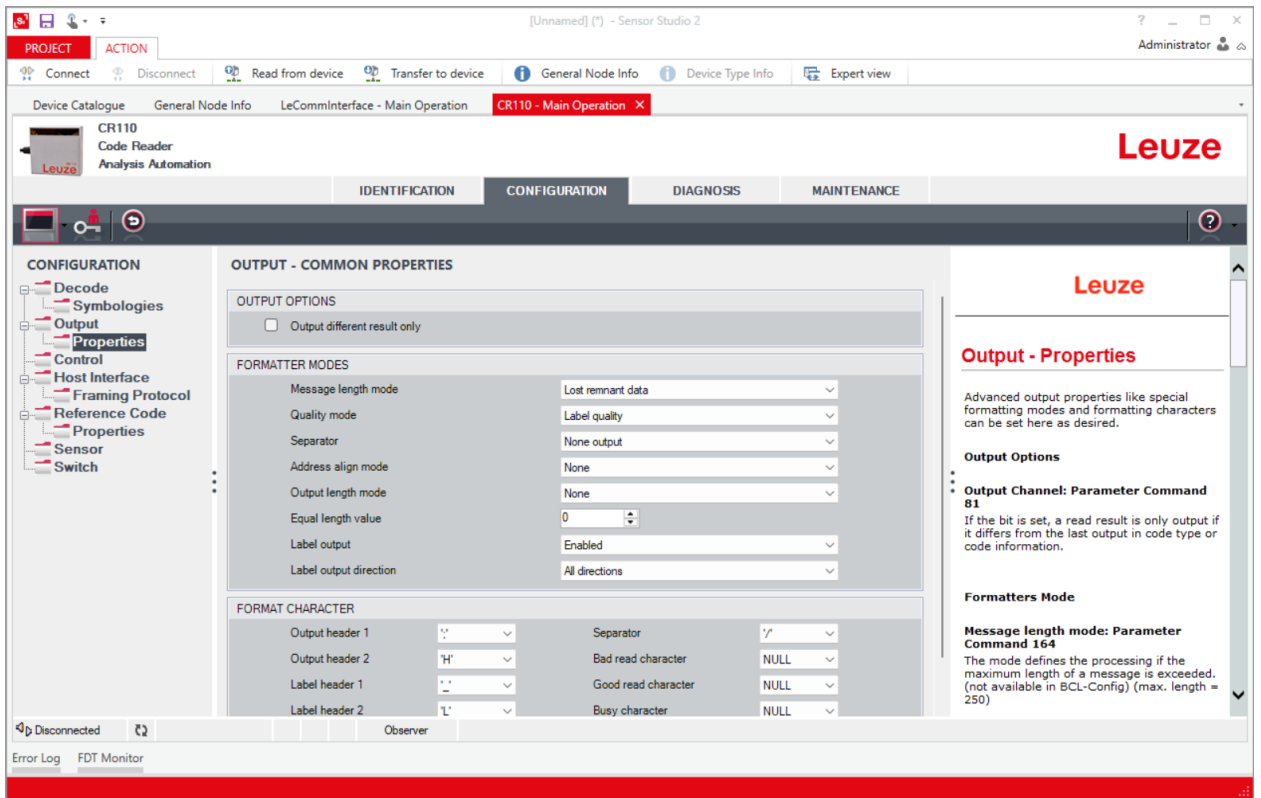 [Unnamed] (*) - Sensor Studio 2
PROJECT
ACTION
Administrator
Connect
Disconnect
Read from device
Transfer to device
General Node Info
Device Type Info
Expert view
Device Catalogue
General Node Info
LeCommInterface - Main Operation
CR110 - Main Operation
CR110
Code Reader
Analysis Automation
Leuze
Leuze
IDENTIFICATION
CONFIGURATION
DIAGNOSIS
MAINTENANCE
CONFIGURATION
Decode
Symbologies
Output
Properties
Control
Host Interface
Framing Protocol
Reference Code
Properties
Sensor
Switch
OUTPUT - COMMON PROPERTIES
OUTPUT OPTIONS
Output different result only
FORMATTER MODES
Message length mode Lost remnant data
Quality mode Label quality
Separator None output
Address align mode None
Output length mode None
Equal length value 0
Label output Enabled
Label output direction All directions
FORMAT CHARACTER
Output header 1 ':' Separator '/'
Output header 2 'H' Bad read character NULL
Label header 1 '_' Good read character NULL
Label header 2 'L' Busy character NULL
Leuze
Output - Properties
Advanced output properties like special
formatting modes and formatting characters
can be set here as desired.
Output Options
Output Channel: Parameter Command
81
If the bit is set, a read result is only output if
it differs from the last output in code type or
code information.
Formatters Mode
Message length mode: Parameter
Command 164
The mode defines the processing if the
maximum length of a message is exceeded.
(not available in BCL-Config) (max. length =
250)
Disconnected
Observer
Error Log
FDT Monitor